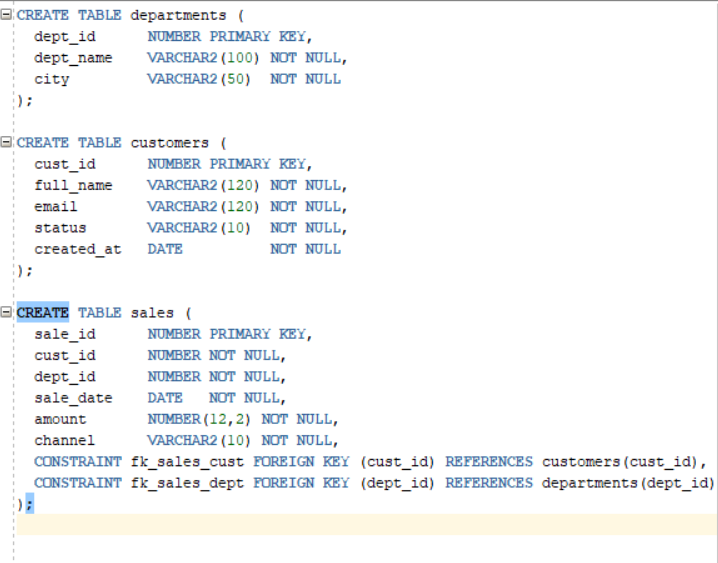 CREATE TABLE departments (
  dept_id      NUMBER PRIMARY KEY,
  dept_name    VARCHAR2(100) NOT NULL,
  city         VARCHAR2(50)  NOT NULL
);
CREATE TABLE customers (
  cust_id      NUMBER PRIMARY KEY,
  full_name    VARCHAR2(120) NOT NULL,
  email        VARCHAR2(120) NOT NULL,
  status       VARCHAR2(10)  NOT NULL,
  created_at   DATE          NOT NULL
);
CREATE TABLE sales (
  sale_id      NUMBER PRIMARY KEY,
  cust_id      NUMBER NOT NULL,
  dept_id      NUMBER NOT NULL,
  sale_date    DATE   NOT NULL,
  amount       NUMBER(12,2) NOT NULL,
  channel      VARCHAR2(10) NOT NULL,
  CONSTRAINT fk_sales_cust FOREIGN KEY (cust_id) REFERENCES customers(cust_id),
  CONSTRAINT fk_sales_dept FOREIGN KEY (dept_id) REFERENCES departments(dept_id)
);